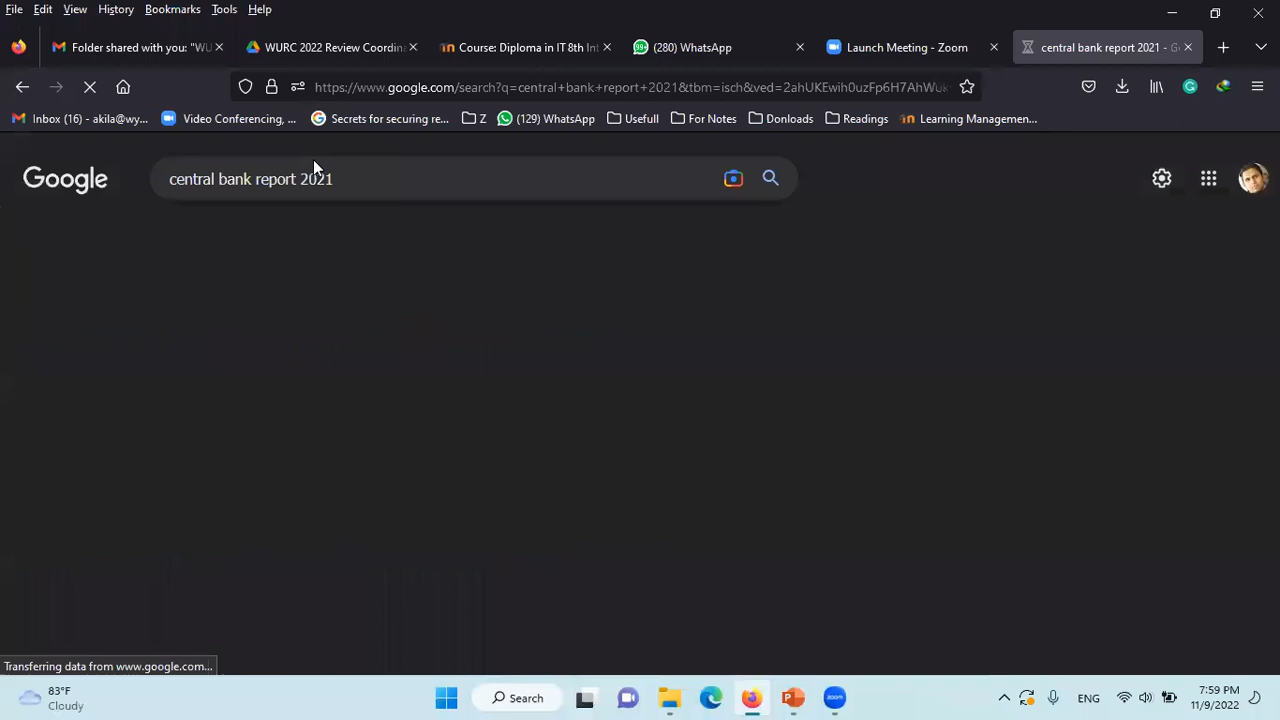 File Edit View History Bookmarks Tools Help
Folder shared with you: "WU
WURC 2022 Review Coordina
Course: Diploma in IT 8th Int
99+ (280) WhatsApp
Launch Meeting - Zoom
central bank report 2021 - G
https://www.google.com/search?q=central+bank+report+2021&tbm=isch&ved=2ahUKEwih0uzFp6H7AhWuk
Inbox (16) - akila@wy... Video Conferencing, ... Secrets for securing re... Z (129) WhatsApp Usefull For Notes Donloads Readings Learning Managemen...
Google central bank report 2021
Transferring data from www.google.com...
83°F
Cloudy
Search
ENG
7:59 PM
11/9/2022